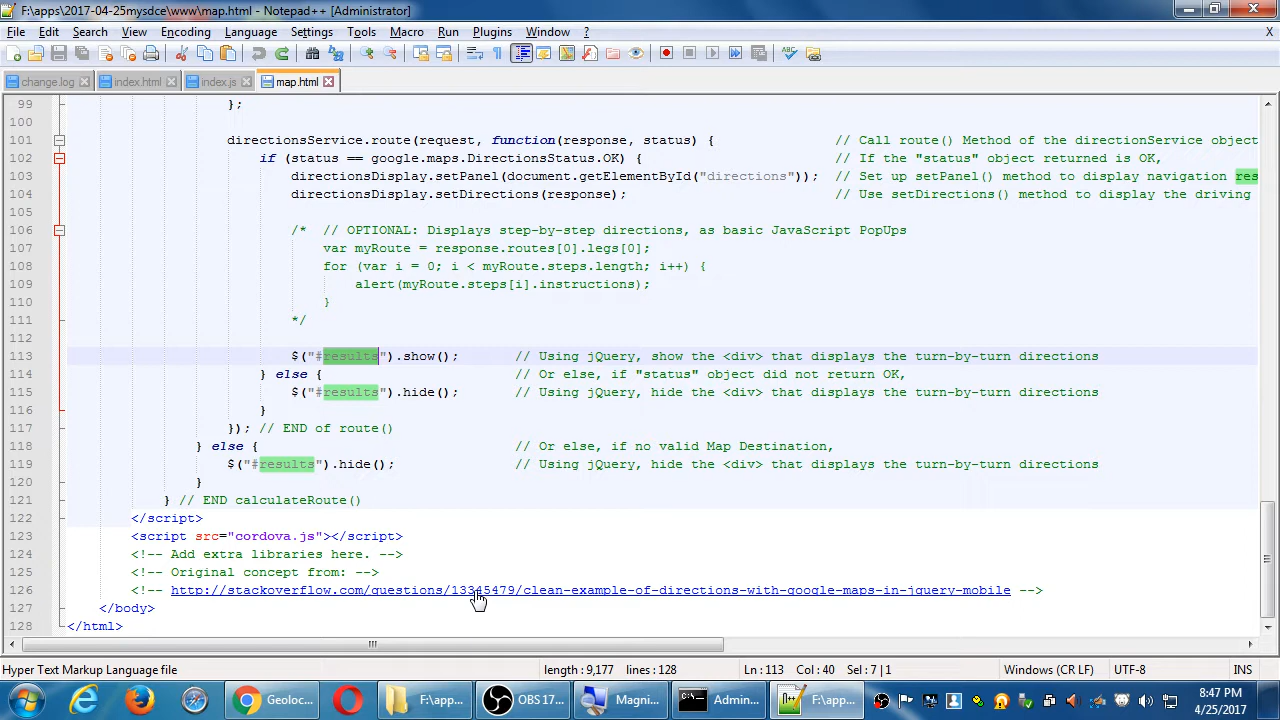 F:\apps\2017-04-25mysdce\www\map.html - Notepad++ [Administrator]
File Edit Search View Encoding Language Settings Tools Macro Run Plugins Window ? X
change.log index.html index.js map.html
99 };
100
101 directionsService.route(request, function(response, status) { // Call route() Method of the directionService object
102 if (status == google.maps.DirectionsStatus.OK) { // If the "status" object returned is OK,
103 directionsDisplay.setPanel(document.getElementById("directions")); // Set up setPanel() method to display navigation res
104 directionsDisplay.setDirections(response); // Use setDirections() method to display the driving
105
106 /* // OPTIONAL: Displays step-by-step directions, as basic JavaScript PopUps
107 var myRoute = response.routes[0].legs[0];
108 for (var i = 0; i < myRoute.steps.length; i++) {
109 alert(myRoute.steps[i].instructions);
110 }
111 */
112
113 $("#results").show(); // Using jQuery, show the <div> that displays the turn-by-turn directions
114 } else { // Or else, if "status" object did not return OK,
115 $("#results").hide(); // Using jQuery, hide the <div> that displays the turn-by-turn directions
116 }
117 }); // END of route()
118 } else { // Or else, if no valid Map Destination,
119 $("#results").hide(); // Using jQuery, hide the <div> that displays the turn-by-turn directions
120 }
121 } // END calculateRoute()
122 </script>
123 <script src="cordova.js"></script>
124 <!-- Add extra libraries here. -->
125 <!-- Original concept from: -->
126 <!-- http://stackoverflow.com/questions/13345479/clean-example-of-directions-with-google-maps-in-jquery-mobile -->
127 </body>
128 </html>
Hyper Text Markup Language file length : 9,177 lines : 128 Ln : 113 Col : 40 Sel : 7 | 1 Windows (CR LF) UTF-8 INS
Geoloc... F:\app... OBS 17.... Magni... Admin... F:\app... 8:47 PM
4/25/2017